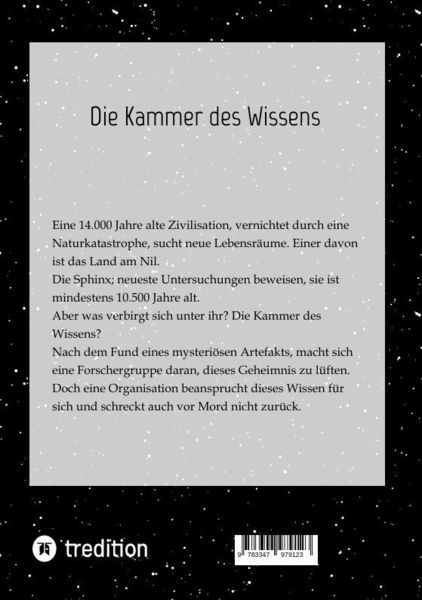 Die Kammer des Wissens
Eine 14.000 Jahre alte Zivilisation, vernichtet durch eine
Naturkatastrophe, sucht neue Lebensräume. Einer davon
ist das Land am Nil.
Die Sphinx; neueste Untersuchungen beweisen, sie ist
mindestens 10.500 Jahre alt.
Aber was verbirgt sich unter ihr? Die Kammer des
Wissens?
Nach dem Fund eines mysteriösen Artefakts, macht sich
eine Forschergruppe daran, dieses Geheimnis zu lüften.
Doch eine Organisation beansprucht dieses Wissen für
sich und schreckt auch vor Mord nicht zurück.
tredition
9 783347 979123